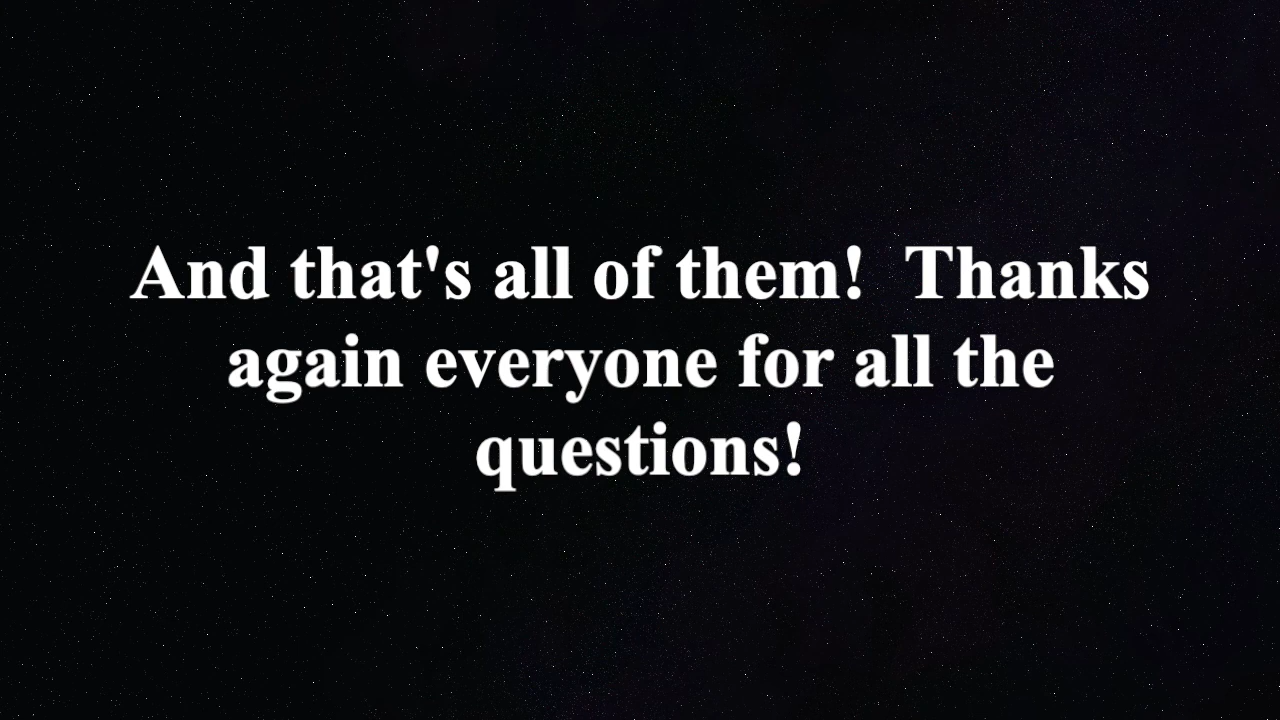 And that's all of them!  Thanks
again everyone for all the
questions!